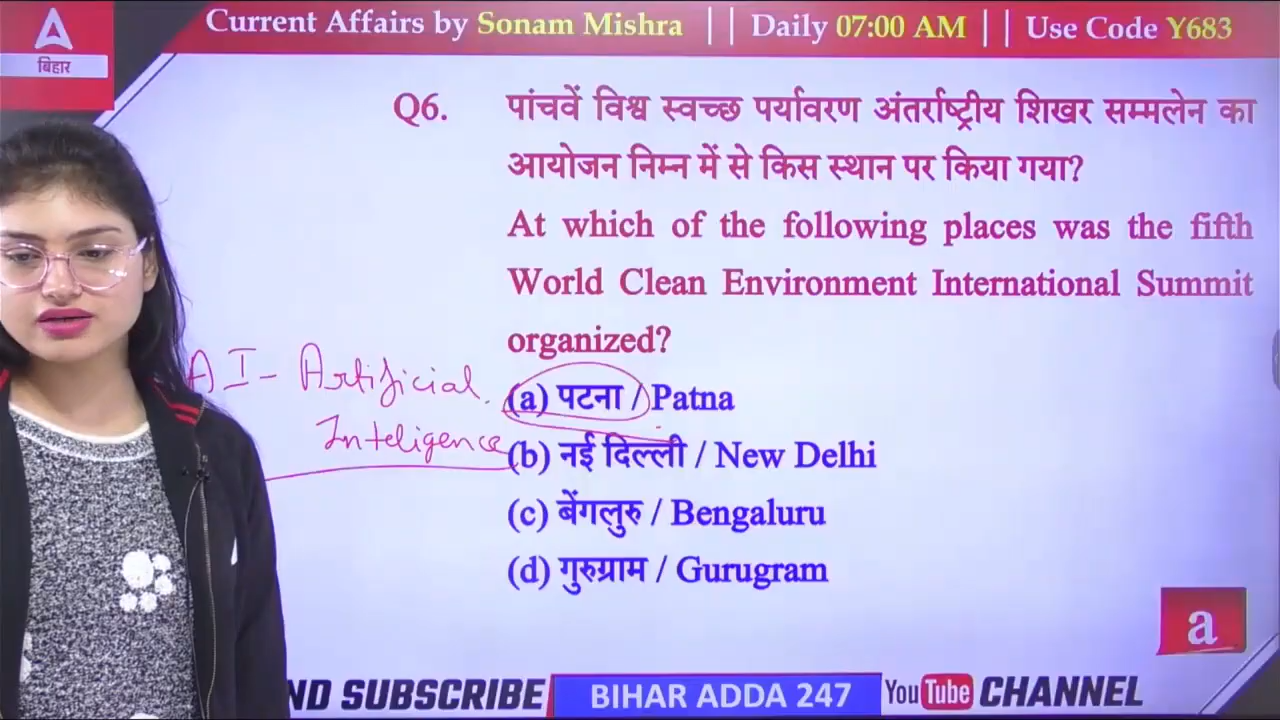 Current Affairs by Sonam Mishra || Daily 07:00 AM || Use Code Y683
A
बिहार
Q6. पांचवें विश्व स्वच्छ पर्यावरण अंतर्राष्ट्रीय शिखर सम्मलेन का
आयोजन निम्न में से किस स्थान पर किया गया?
At which of the following places was the fifth
World Clean Environment International Summit
organized?
AI - Artificial
Inteligence
(a) पटना / Patna
(b) नई दिल्ली / New Delhi
(c) बेंगलुरु / Bengaluru
(d) गुरुग्राम / Gurugram
a
ND SUBSCRIBE BIHAR ADDA 247 YouTube CHANNEL